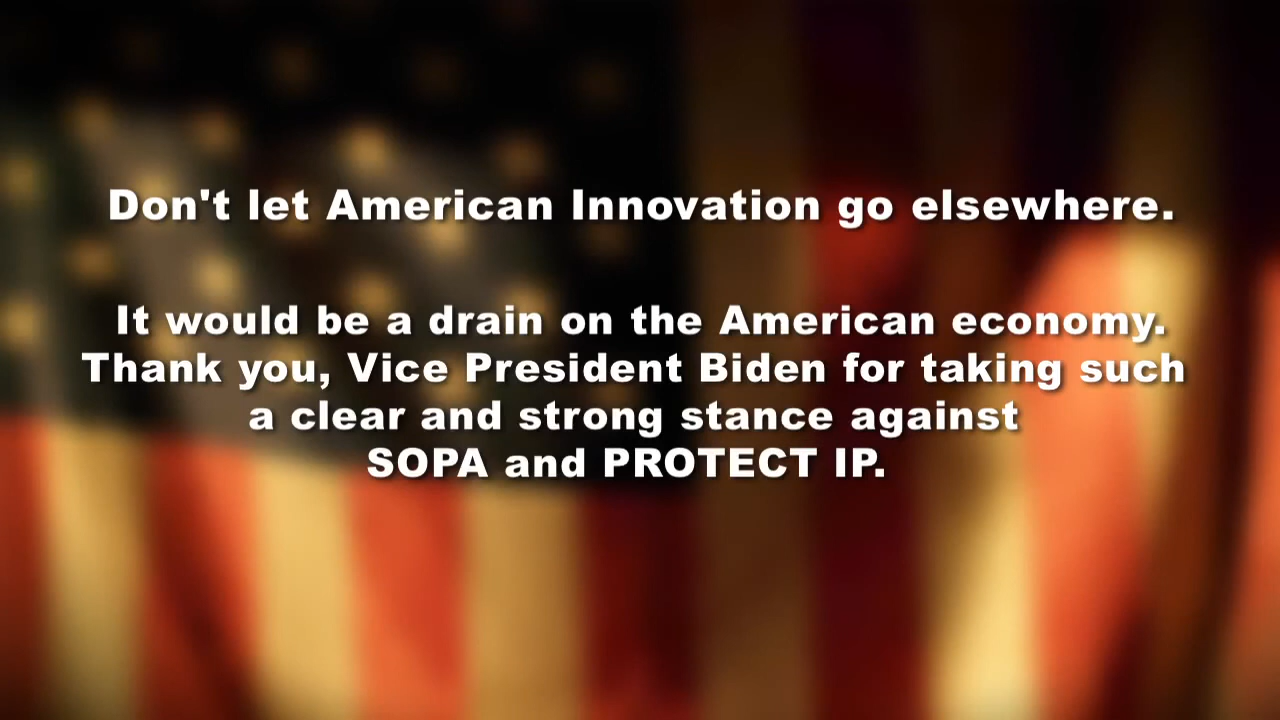 Don't let American Innovation go elsewhere.
It would be a drain on the American economy.
Thank you, Vice President Biden for taking such
a clear and strong stance against
SOPA and PROTECT IP.